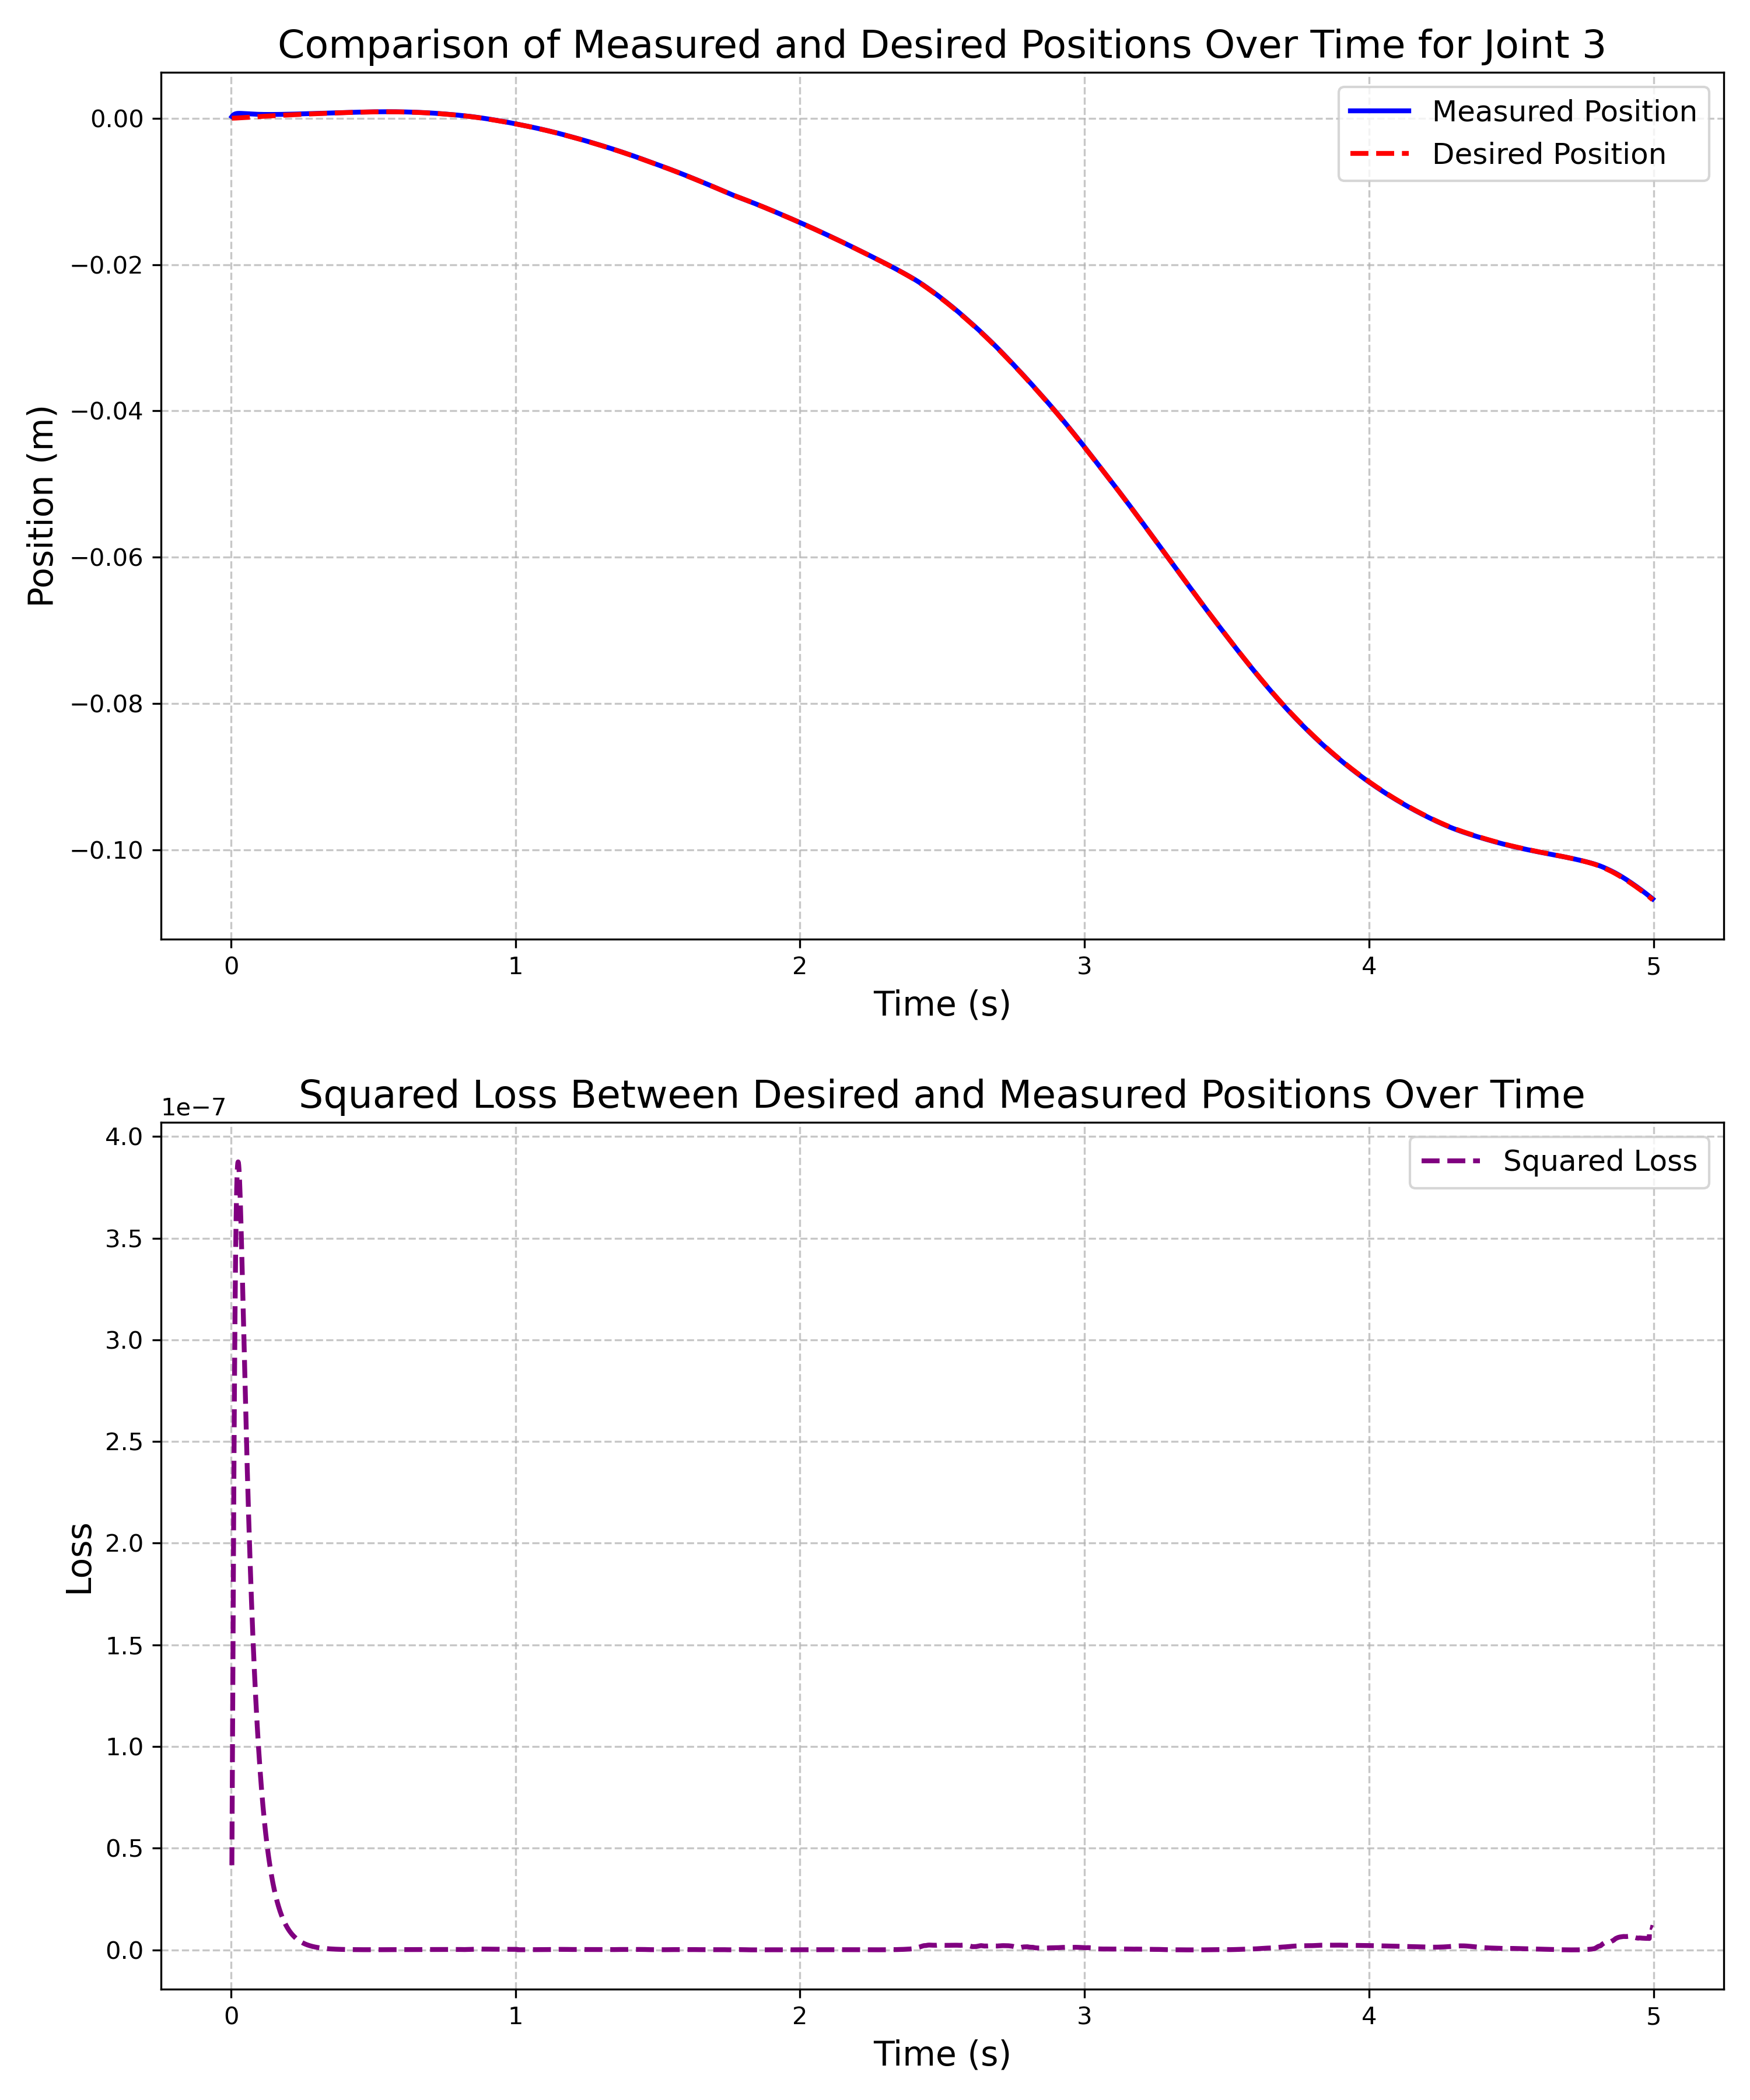 Comparison of Measured and Desired Positions Over Time for Joint 3
Measured Position
Desired Position
Position (m)
0.00
−0.02
−0.04
−0.06
−0.08
−0.10
0 1 2 3 4 5
Time (s)
Squared Loss Between Desired and Measured Positions Over Time
1e−7
Squared Loss
Loss
4.0
3.5
3.0
2.5
2.0
1.5
1.0
0.5
0.0
0 1 2 3 4 5
Time (s)